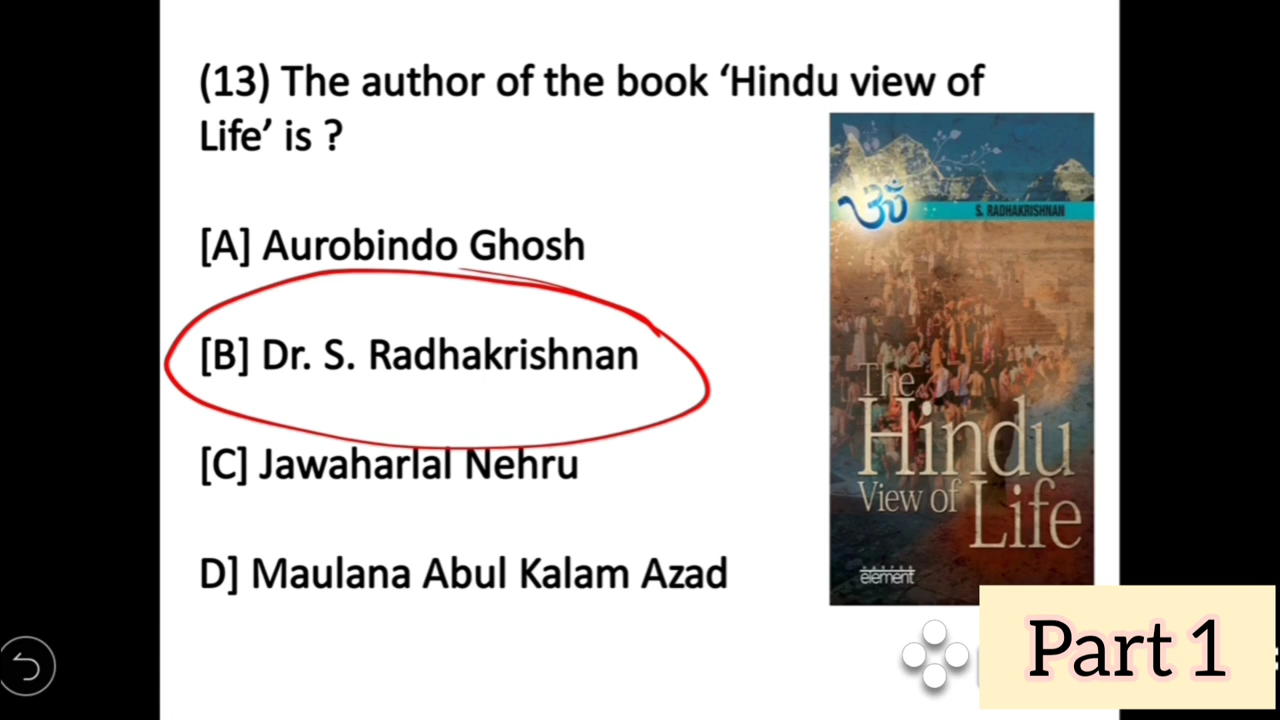 (13) The author of the book ‘Hindu view of
Life’ is ?
[A] Aurobindo Ghosh
[B] Dr. S. Radhakrishnan
[C] Jawaharlal Nehru
D] Maulana Abul Kalam Azad
ॐ
S. RADHAKRISHNAN
The
Hindu
View of
Life
element
Part 1